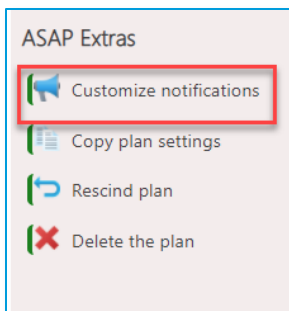 ASAP Extras
Customize notifications
Copy plan settings
Rescind plan
Delete the plan